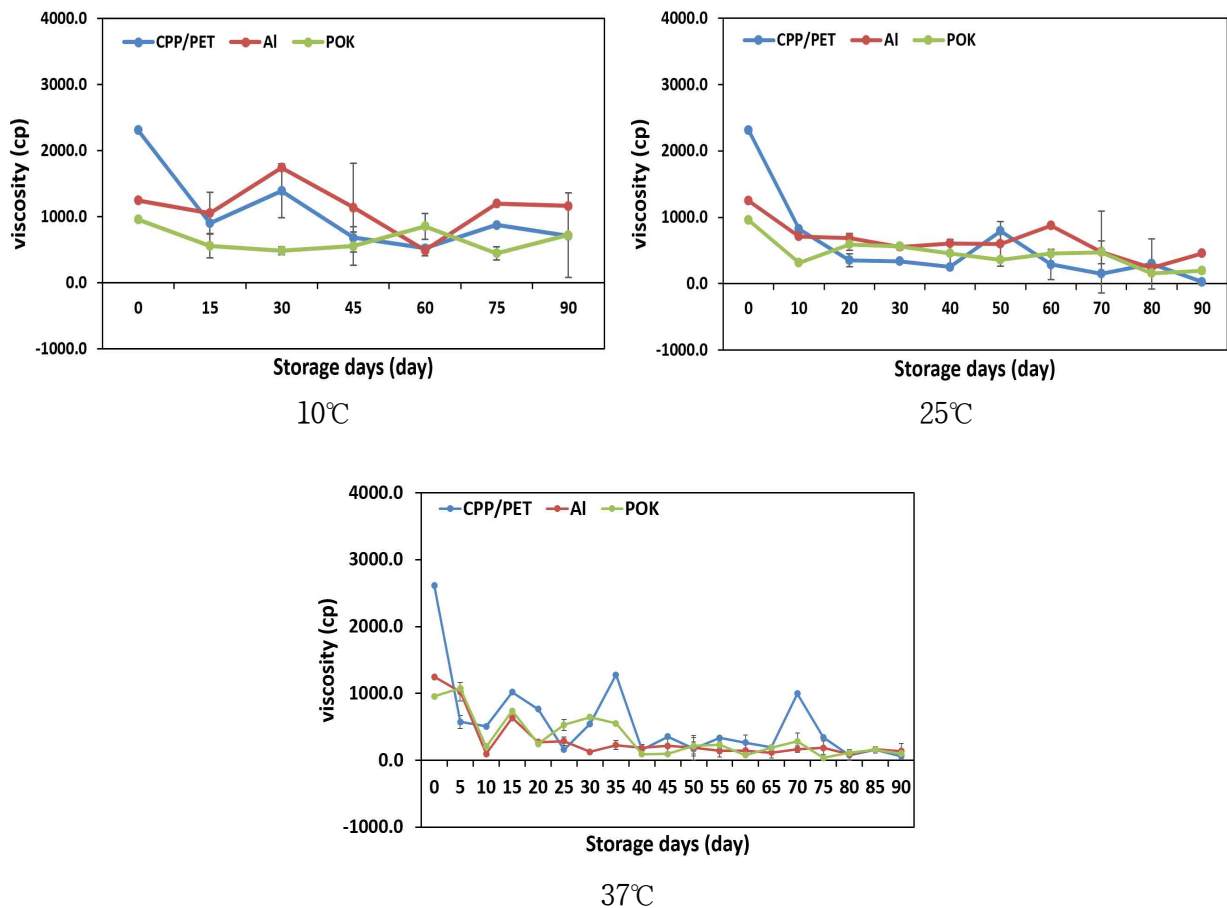 CPP/PET Al POK
4000.0
3000.0
2000.0
1000.0
0.0
-1000.0
viscosity (cp)
0 15 30 45 60 75 90
Storage days (day)
10℃
CPP/PET Al POK
4000.0
3000.0
2000.0
1000.0
0.0
-1000.0
viscosity (cp)
0 10 20 30 40 50 60 70 80 90
Storage days (day)
25℃
CPP/PET Al POK
4000.0
3000.0
2000.0
1000.0
0.0
-1000.0
viscosity (cp)
0 5 10 15 20 25 30 35 40 45 50 55 60 65 70 75 80 85 90
Storage days (day)
37℃